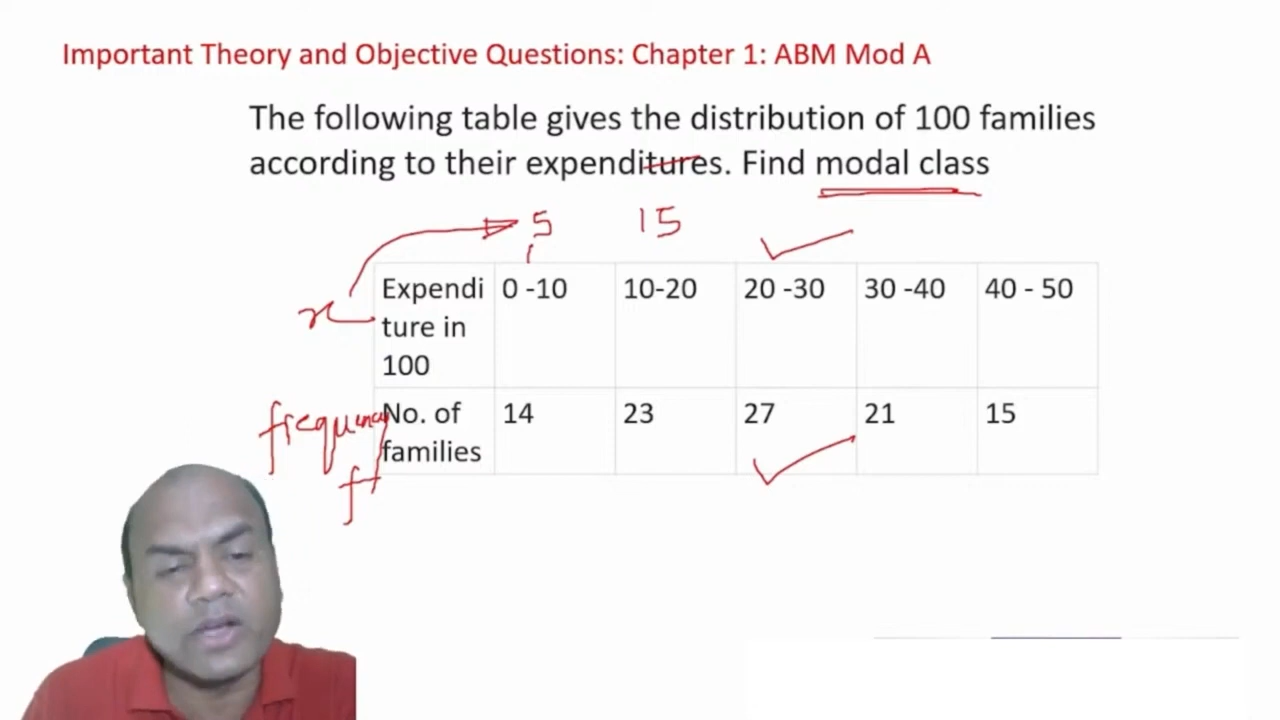 Important Theory and Objective Questions: Chapter 1: ABM Mod A
The following table gives the distribution of 100 families
according to their expenditures. Find modal class
5 15
x
Expendi 0 -10 10-20 20 -30 30 -40 40 - 50
ture in
100
frequency
No. of 14 23 27 21 15
families
f